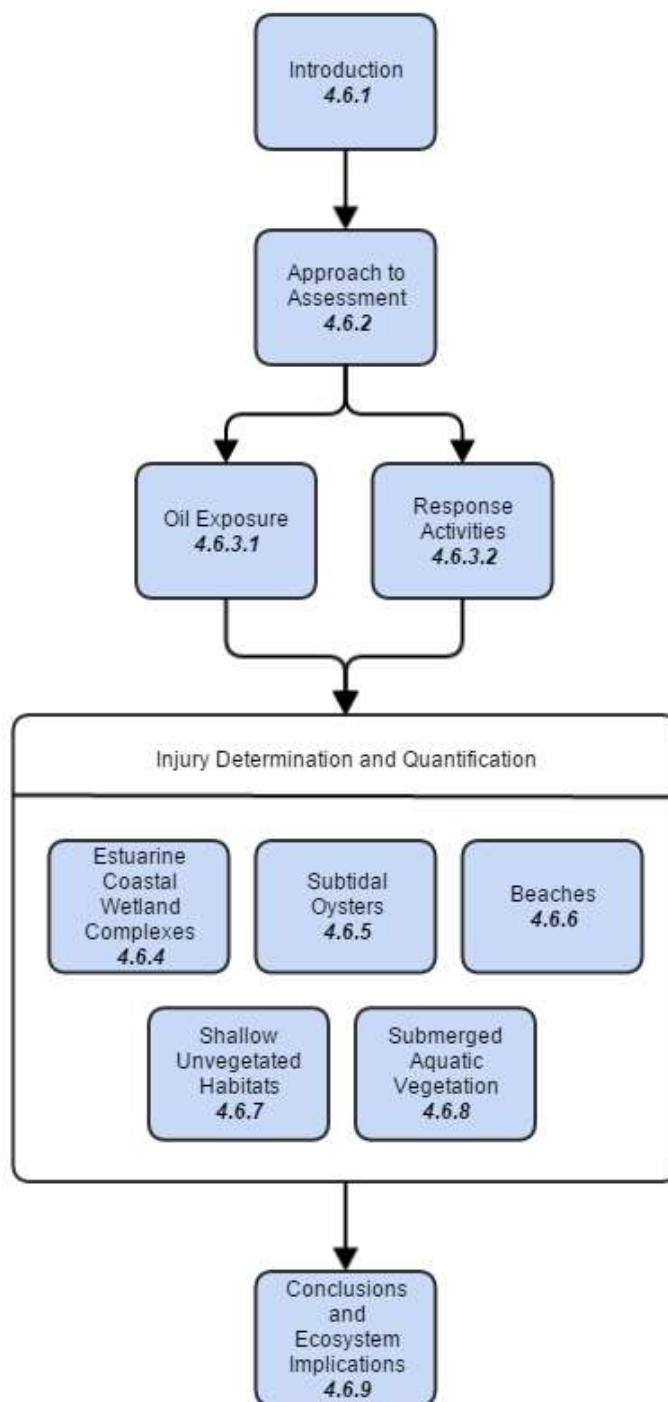 Introduction
4.6.1
Approach to
Assessment
4.6.2
Oil Exposure
4.6.3.1
Response
Activities
4.6.3.2
Injury Determination and Quantification
Estuarine
Coastal
Wetland
Complexes
4.6.4
Subtidal
Oysters
4.6.5
Beaches
4.6.6
Shallow
Unvegetated
Habitats
4.6.7
Submerged
Aquatic
Vegetation
4.6.8
Conclusions
and
Ecosystem
Implications
4.6.9